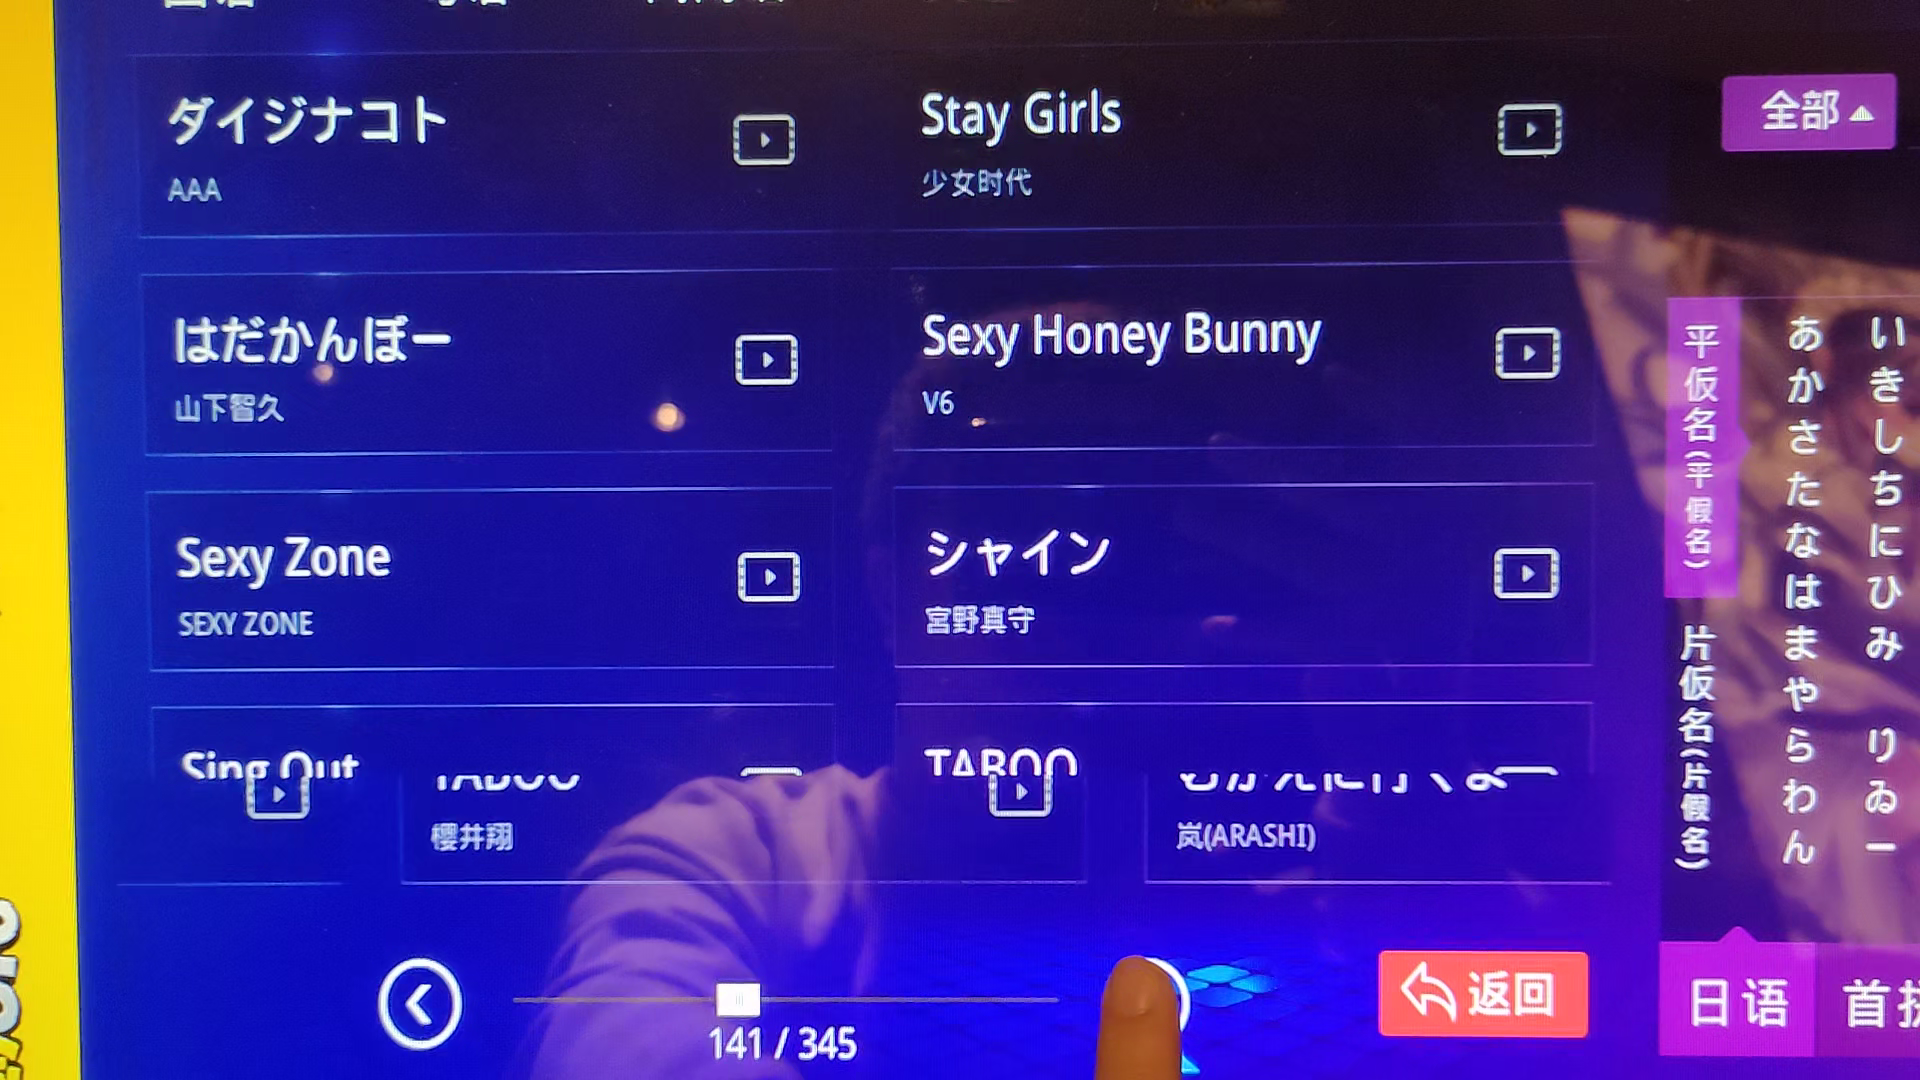 ダイジナコト
AAA
Stay Girls
少女时代
全部
はだかんぼー
山下智久
Sexy Honey Bunny
V6
Sexy Zone
SEXY ZONE
シャイン
宮野真守
Sing Out
TABOO
TABOO
櫻井翔
岚(ARASHI)
平仮名(平假名)
片仮名(片假名)
あかさたなはまやらわん
いきしちにひみ りゐー
141 / 345
返回
日语
首